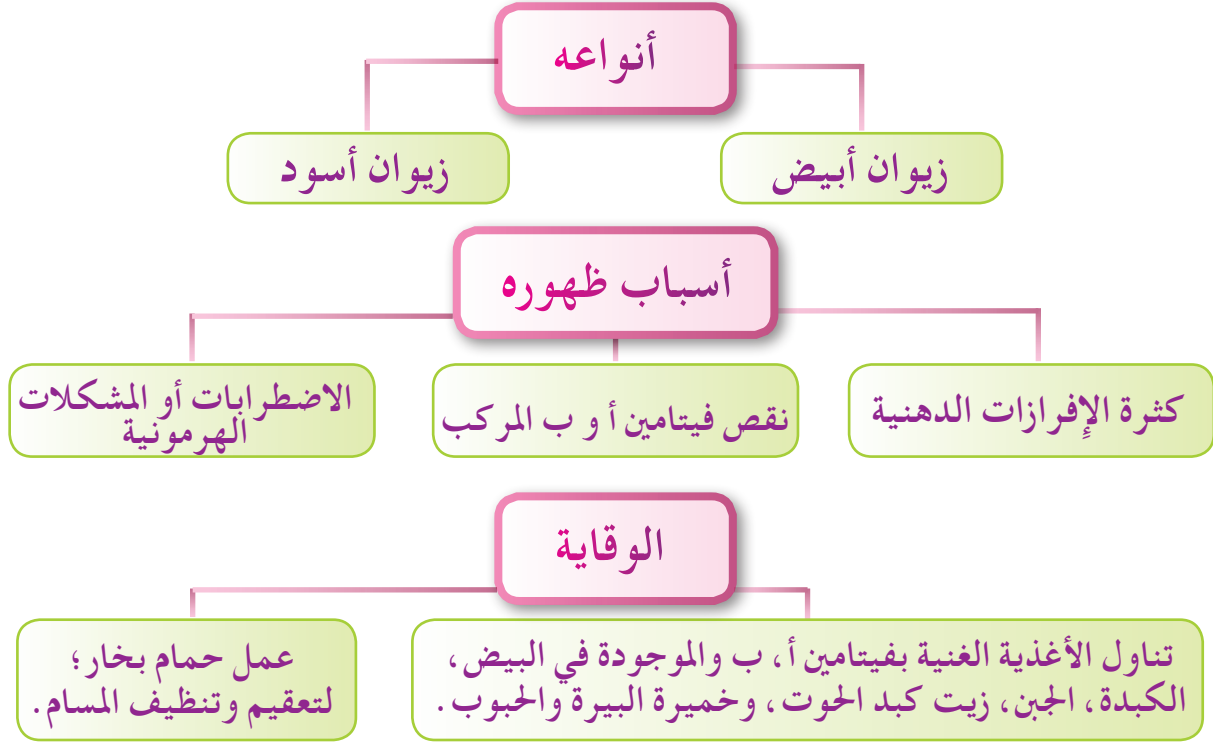 أنواعه
زيوان أبيض
زيوان أسود
أسباب ظهوره
كثرة الإِفرازات الدهنية
نقص فيتامين أ و ب المركب
الاضطرابات أو المشكلات
الهرمونية
الوقاية
تناول الأغذية الغنية بفيتامين أ، ب والموجودة في البيض،
الكبدة، الجبن، زيت كبد الحوت، وخميرة البيرة والحبوب.
عمل حمام بخار؛
لتعقيم وتنظيف المسام.